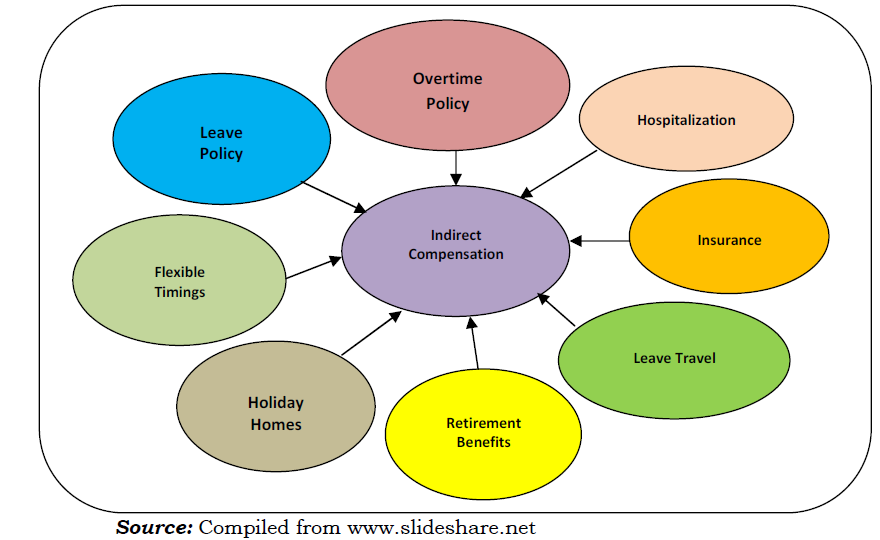 Overtime
Policy
Hospitalization
Leave
Policy
Insurance
Indirect
Compensation
Flexible
Timings
Leave Travel
Holiday
Homes
Retirement
Benefits
Source: Compiled from www.slideshare.net